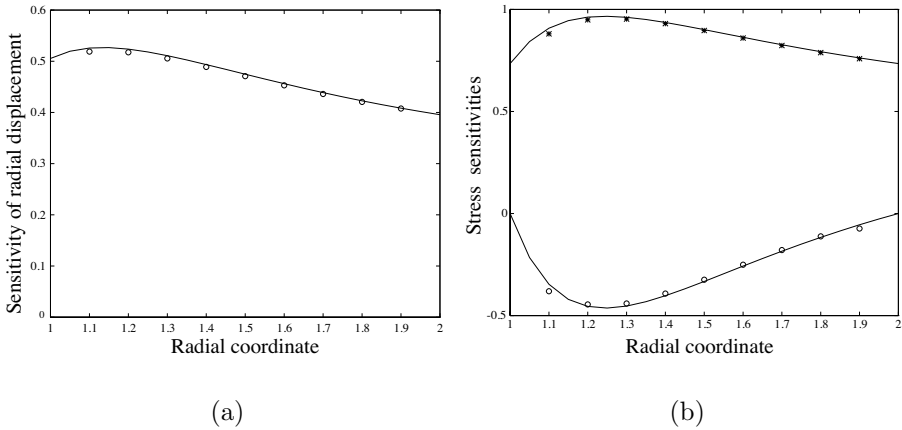 Sensitivity of radial displacement
0.6
0.5
0.4
0.3
0.2
0.1
0
1 1.1 1.2 1.3 1.4 1.5 1.6 1.7 1.8 1.9 2
Radial coordinate
(a)
Stress sensitivities
1
0.5
0
-0.5
1 1.1 1.2 1.3 1.4 1.5 1.6 1.7 1.8 1.9 2
Radial coordinate
(b)